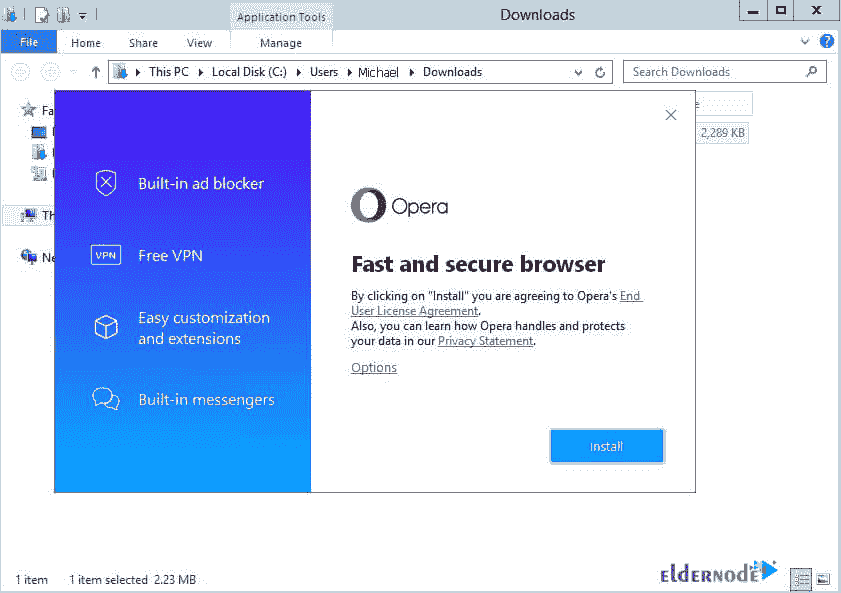 Application Tools
Downloads
File
Home
Share
View
Manage
This PC
Local Disk (C:)
Users
Michael
Downloads
Search Downloads
Fa
2,289 KB
Th
Ne
Built-in ad blocker
VPN
Free VPN
Easy customization
and extensions
Built-in messengers
Opera
Fast and secure browser
By clicking on "Install" you are agreeing to Opera's End
User License Agreement.
Also, you can learn how Opera handles and protects
your data in our Privacy Statement.
Options
Install
1 item
1 item selected 2.23 MB
ELDERNODE